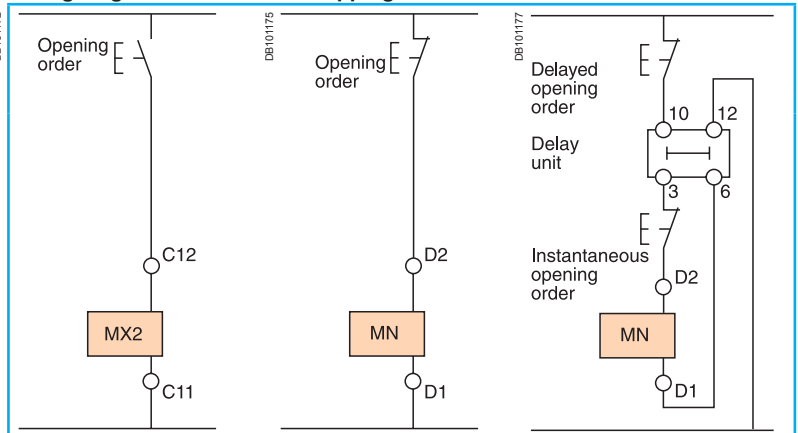 DB101175
DB101177
Opening
order
C12
MX2
C11
Opening
order
D2
MN
D1
Delayed
opening
order
10
12
Delay
unit
3
6
Instantaneous
opening
order
D2
MN
D1